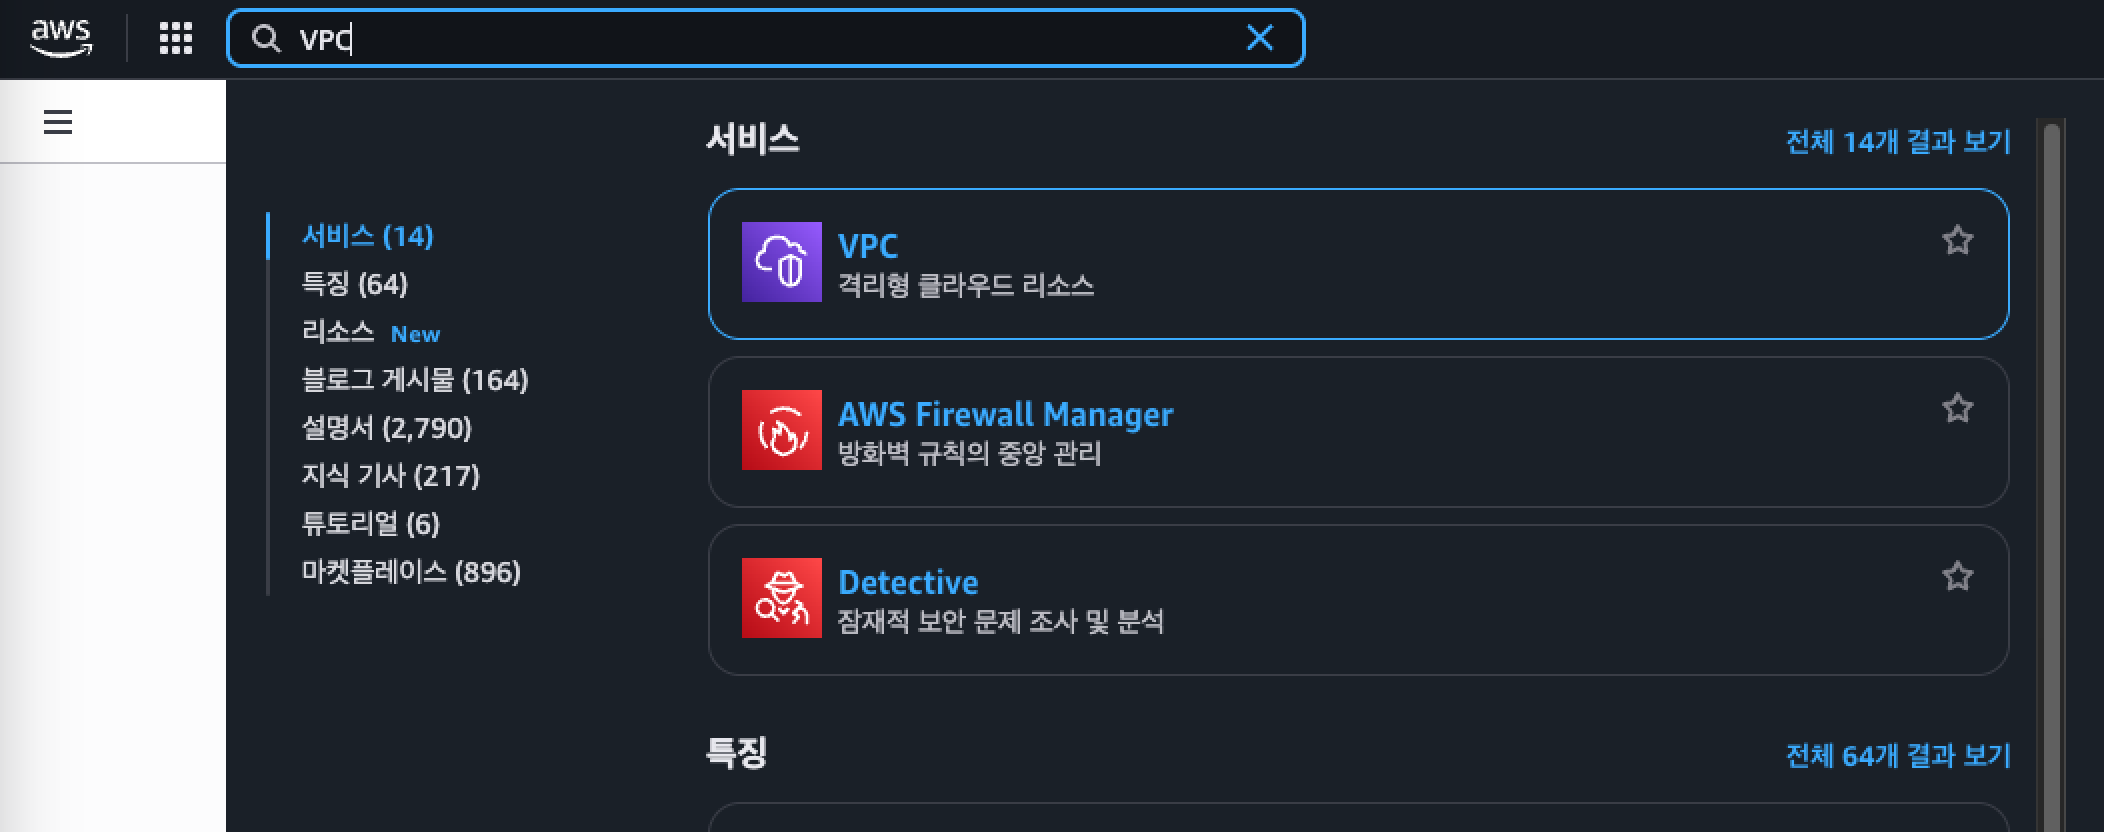 aws
VPC
서비스 (14)
특징 (64)
리소스 New
블로그 게시물 (164)
설명서 (2,790)
지식 기사 (217)
튜토리얼 (6)
마켓플레이스 (896)
서비스
전체 14개 결과 보기
VPC
격리형 클라우드 리소스
AWS Firewall Manager
방화벽 규칙의 중앙 관리
Detective
잠재적 보안 문제 조사 및 분석
특징
전체 64개 결과 보기